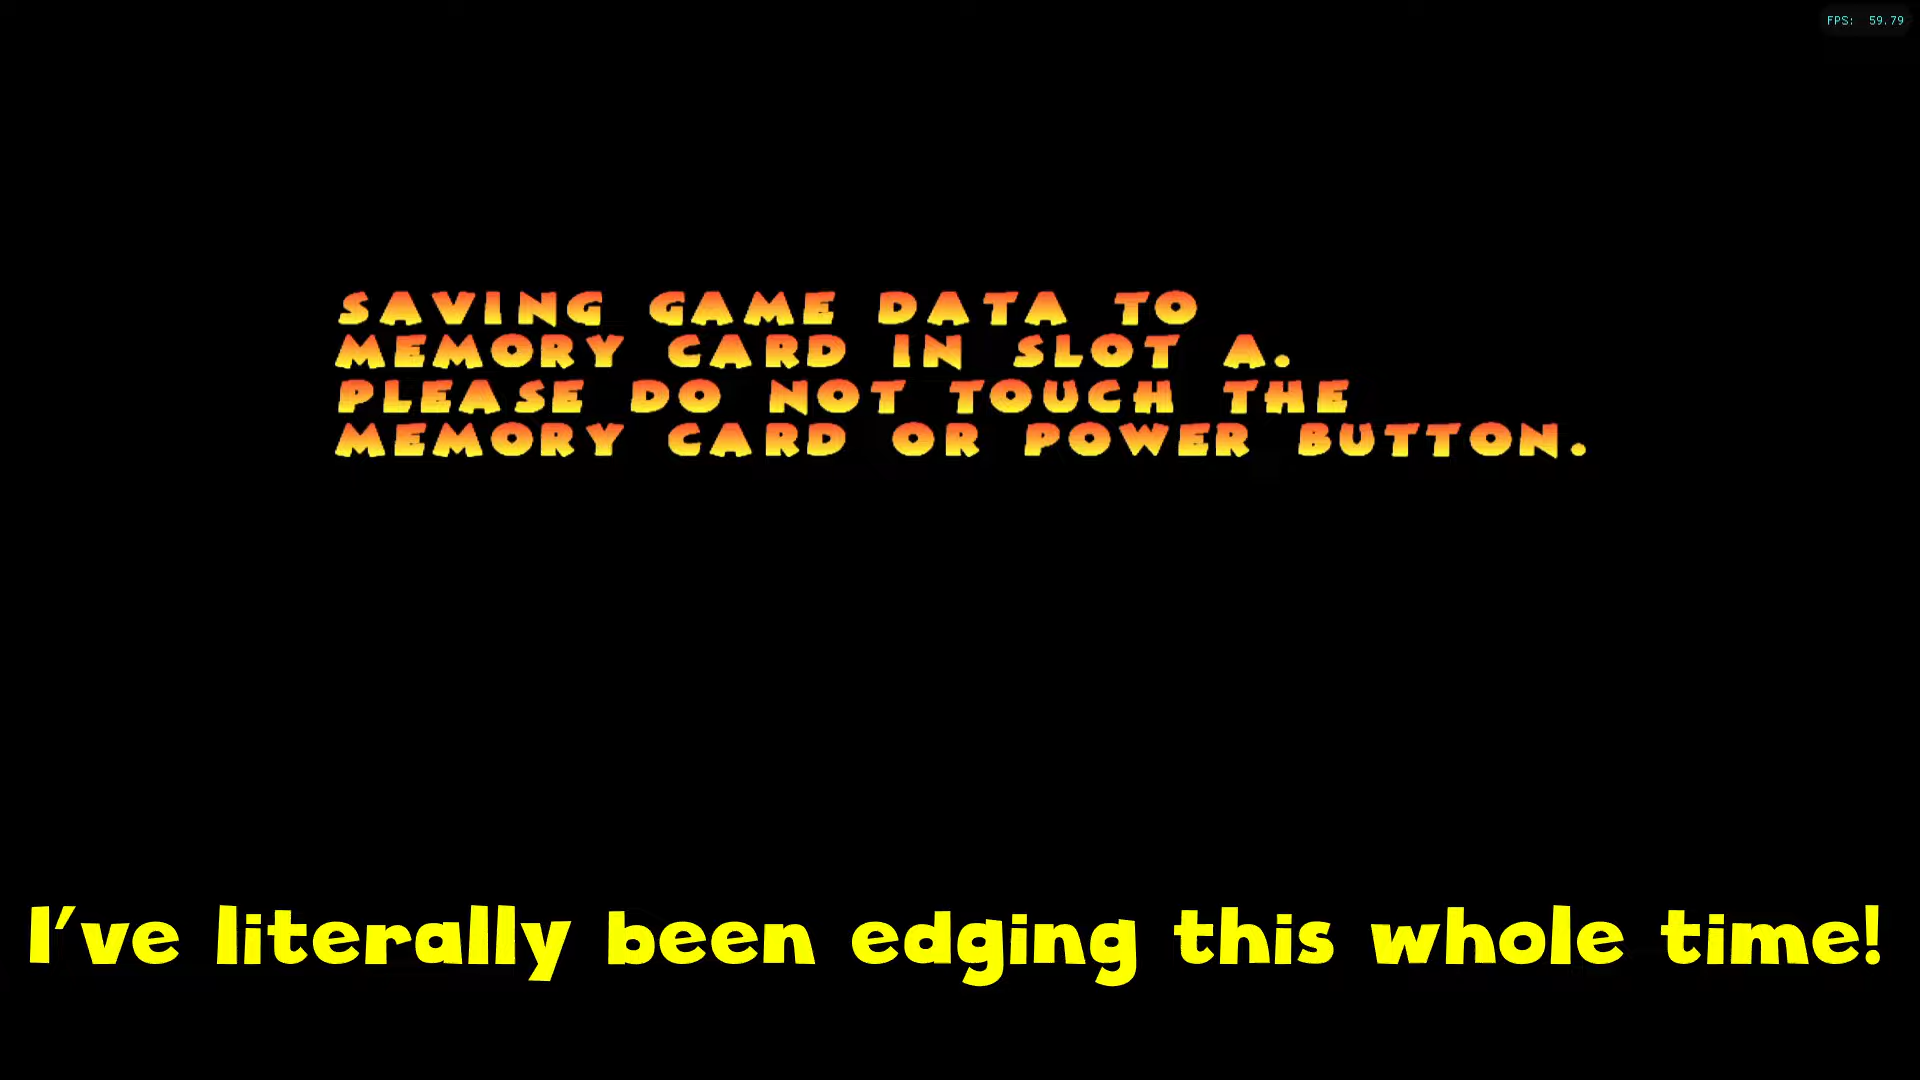 FPS: 59.79
SAVING GAME DATA TO
MEMORY CARD IN SLOT A.
PLEASE DO NOT TOUCH THE
MEMORY CARD OR POWER BUTTON.
I've literally been edging this whole time!